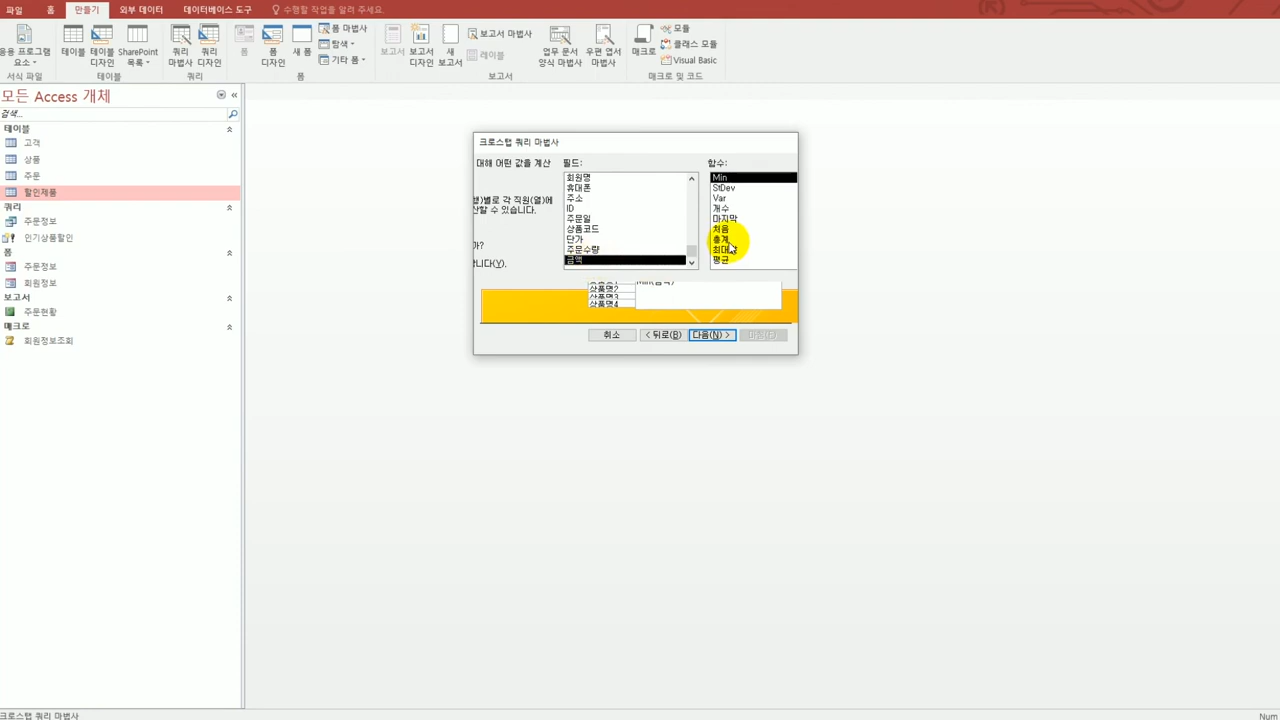 파일 홈 만들기 외부 데이터 데이터베이스 도구 수행할 작업을 알려 주세요.
응용 프로그램 요소
테이블
테이블 디자인
SharePoint 목록
쿼리 마법사
쿼리 디자인
폼
폼 디자인
새 폼
폼 마법사
탐색
기타 폼
보고서
보고서 디자인
새 보고서
보고서 마법사
레이블
업무 문서 양식 마법사
우편 엽서 마법사
매크로
모듈
클래스 모듈
Visual Basic
서식 파일 테이블 쿼리 폼 보고서 매크로 및 코드
모든 Access 개체
검색...
테이블
고객
상품
주문
할인제품
쿼리
주문정보
인기상품할인
폼
주문정보
회원정보
보고서
주문현황
매크로
회원정보조회
크로스탭 쿼리 마법사
대해 어떤 값을 계산
별로 각 직원(열)에
산할 수 있습니다.
까?
합니다(Y).
필드:
회원명
휴대폰
주소
ID
주문일
상품코드
단가
주문수량
금액
함수:
Min
StDev
Var
개수
마지막
처음
총계
최대
평균
상품명2
상품명3
상품명4
취소 < 뒤로(B) 다음(N) > 마침(F)
크로스탭 쿼리 마법사
Num